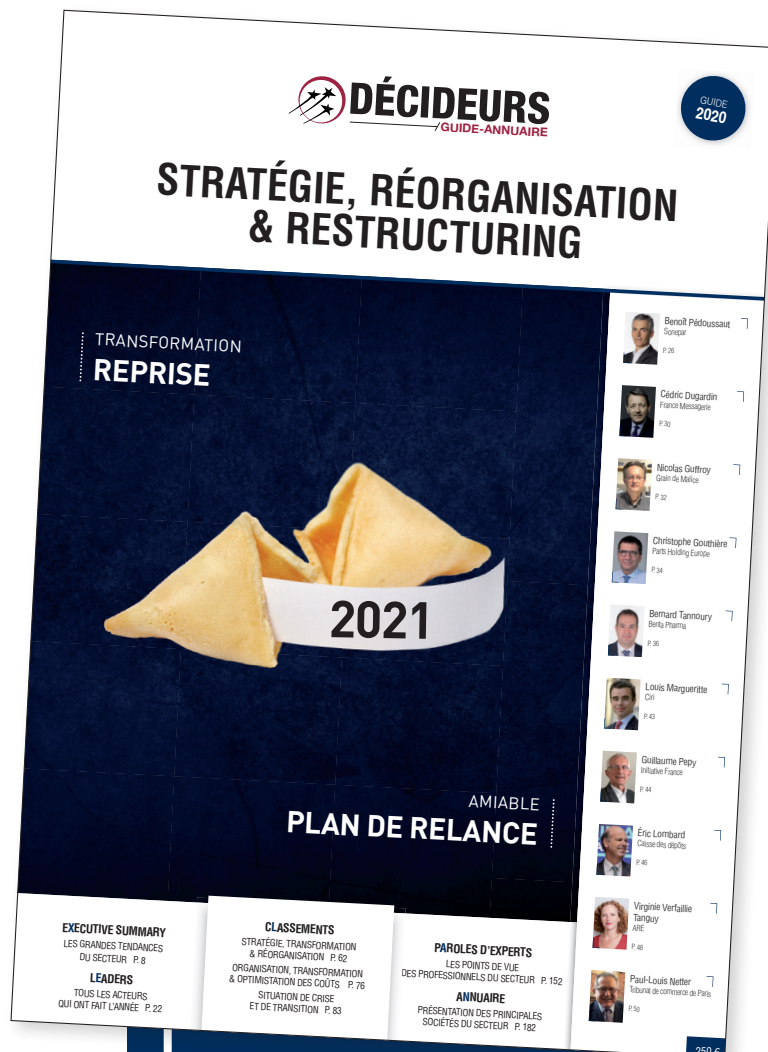 DÉCIDEURS
/GUIDE-ANNUAIRE
GUIDE
2020
STRATÉGIE, RÉORGANISATION
& RESTRUCTURING
TRANSFORMATION
REPRISE
2021
AMIABLE
PLAN DE RELANCE
Benoît Pédoussaut
Sonepar
P. 26
Cédric Dugardin
France Messagerie
P. 30
Nicolas Guffroy
Grain de Malice
P. 32
Christophe Gouthière
Parts Holding Europe
P. 34
Bernard Tannoury
Benta Pharma
P. 36
Louis Margueritte
Ciri
P. 43
Guillaume Pepy
Initiative France
P. 44
Éric Lombard
Caisse des dépôts
P. 46
Virginie Verfaillie
Tanguy
ARE
P. 48
Paul-Louis Netter
Tribunal de commerce de Paris
P. 50
EXECUTIVE SUMMARY
LES GRANDES TENDANCES
DU SECTEUR P. 8
LEADERS
TOUS LES ACTEURS
QUI ONT FAIT L'ANNÉE P. 22
CLASSEMENTS
STRATÉGIE, TRANSFORMATION
& RÉORGANISATION P. 62
ORGANISATION, TRANSFORMATION
& OPTIMISTATION DES COÛTS P. 76
SITUATION DE CRISE
ET DE TRANSITION P. 83
PAROLES D'EXPERTS
LES POINTS DE VUE
DES PROFESSIONNELS DU SECTEUR P. 152
ANNUAIRE
PRÉSENTATION DES PRINCIPALES
SOCIÉTÉS DU SECTEUR P. 182
250 €